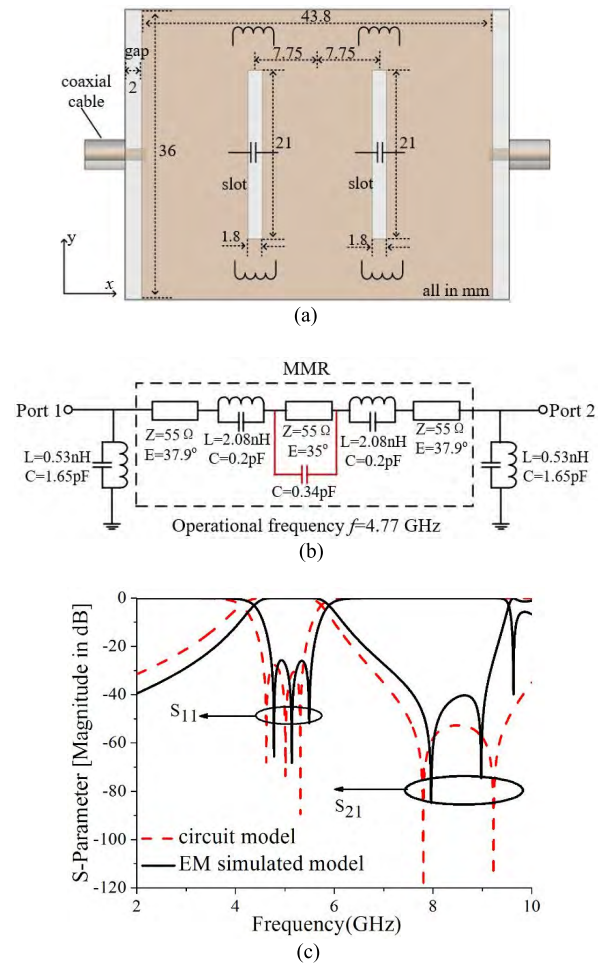 43.8
7.75 7.75
gap
2
coaxial
cable
36
21
21
slot
slot
1.8
1.8
y
x
all in mm
(a)
MMR
Port 1
Port 2
Z=55 Ω
E=37.9°
L=2.08nH
C=0.2pF
Z=55 Ω
E=35°
L=2.08nH
C=0.2pF
Z=55 Ω
E=37.9°
L=0.53nH
C=1.65pF
L=0.53nH
C=1.65pF
C=0.34pF
Operational frequency f=4.77 GHz
(b)
S-Parameter [Magnitude in dB]
0
-20
-40
-60
-80
-100
-120
S11
S21
circuit model
EM simulated model
2 4 6 8 10
Frequency(GHz)
(c)